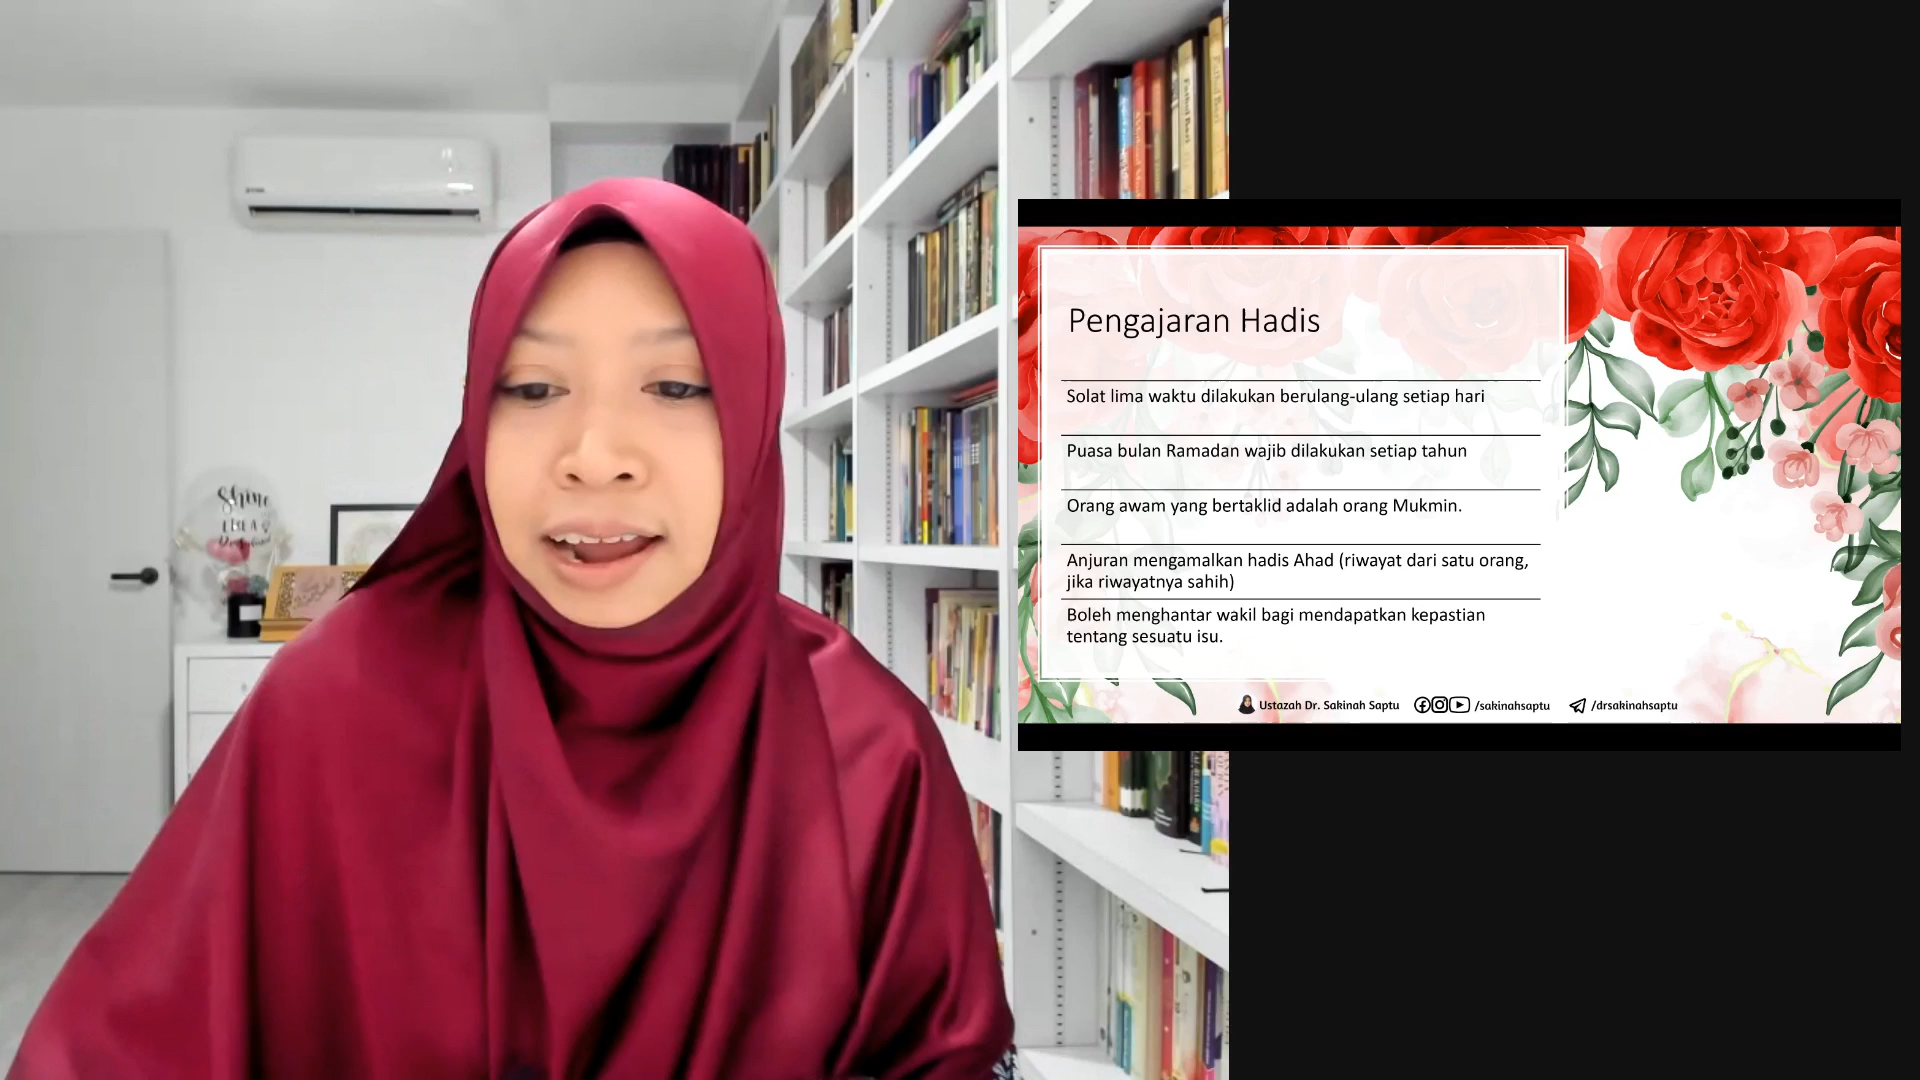 Pengajaran Hadis
Solat lima waktu dilakukan berulang-ulang setiap hari
Puasa bulan Ramadan wajib dilakukan setiap tahun
Orang awam yang bertaklid adalah orang Mukmin.
Anjuran mengamalkan hadis Ahad (riwayat dari satu orang,
jika riwayatnya sahih)
Boleh menghantar wakil bagi mendapatkan kepastian
tentang sesuatu isu.
Ustazah Dr. Sakinah Saptu /sakinahsaptu /drsakinahsaptu
Shine
LIKE A